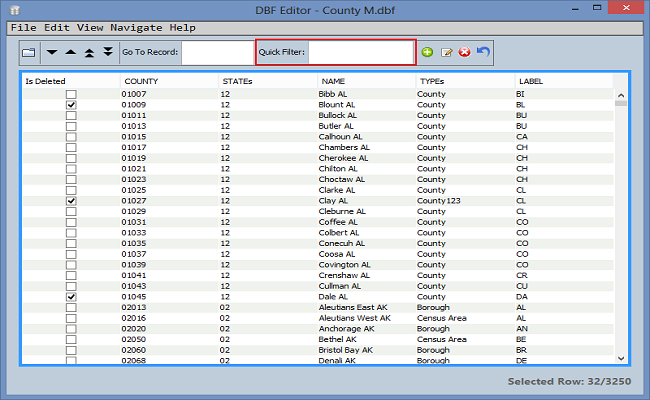 DBF Editor - County M.dbf
File Edit View Navigate Help
Go To Record: Quick Filter:
Is Deleted COUNTY STATEs NAME TYPEs LABEL
01007 12 Bibb AL County BI
01009 12 Blount AL County BL
01011 12 Bullock AL County BU
01013 12 Butler AL County BU
01015 12 Calhoun AL County CA
01017 12 Chambers AL County CH
01019 12 Cherokee AL County CH
01021 12 Chilton AL County CH
01023 12 Choctaw AL County CH
01025 12 Clarke AL County CL
01027 12 Clay AL County123 CL
01029 12 Cleburne AL County CL
01031 12 Coffee AL County CO
01033 12 Colbert AL County CO
01035 12 Conecuh AL County CO
01037 12 Coosa AL County CO
01039 12 Covington AL County CO
01041 12 Crenshaw AL County CR
01043 12 Cullman AL County CU
01045 12 Dale AL County DA
02013 02 Aleutians East AK Borough AL
02016 02 Aleutians West AK Census Area AL
02020 02 Anchorage AK Borough AN
02050 02 Bethel AK Census Area BE
02060 02 Bristol Bay AK Borough BR
02068 02 Denali AK Borough DE
Selected Row: 32/3250